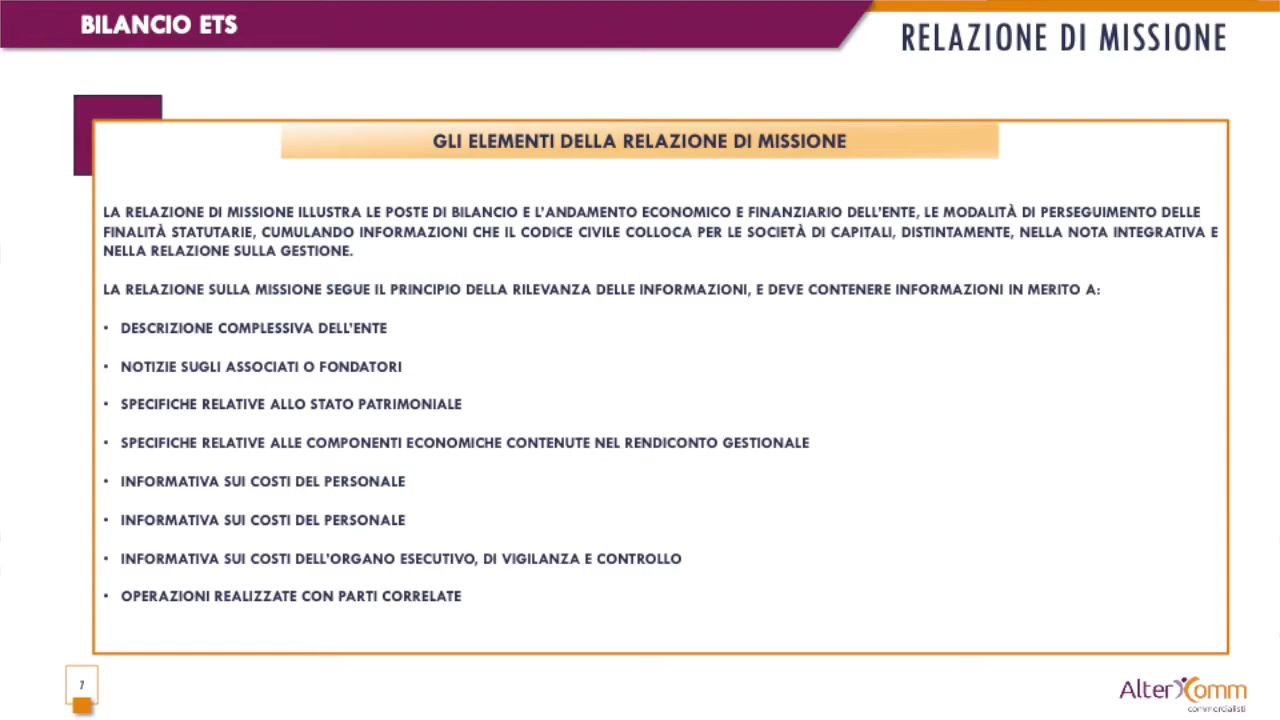 BILANCIO ETS
RELAZIONE DI MISSIONE
GLI ELEMENTI DELLA RELAZIONE DI MISSIONE
LA RELAZIONE DI MISSIONE ILLUSTRA LE POSTE DI BILANCIO E L'ANDAMENTO ECONOMICO E FINANZIARIO DELL'ENTE, LE MODALITÀ DI PERSEGUIMENTO DELLE
FINALITÀ STATUTARIE, CUMULANDO INFORMAZIONI CHE IL CODICE CIVILE COLLOCA PER LE SOCIETÀ DI CAPITALI, DISTINTAMENTE, NELLA NOTA INTEGRATIVA E
NELLA RELAZIONE SULLA GESTIONE.
LA RELAZIONE SULLA MISSIONE SEGUE IL PRINCIPIO DELLA RILEVANZA DELLE INFORMAZIONI, E DEVE CONTENERE INFORMAZIONI IN MERITO A:
• DESCRIZIONE COMPLESSIVA DELL'ENTE
• NOTIZIE SUGLI ASSOCIATI O FONDATORI
• SPECIFICHE RELATIVE ALLO STATO PATRIMONIALE
• SPECIFICHE RELATIVE ALLE COMPONENTI ECONOMICHE CONTENUTE NEL RENDICONTO GESTIONALE
• INFORMATIVA SUI COSTI DEL PERSONALE
• INFORMATIVA SUI COSTI DEL PERSONALE
• INFORMATIVA SUI COSTI DELL'ORGANO ESECUTIVO, DI VIGILANZA E CONTROLLO
• OPERAZIONI REALIZZATE CON PARTI CORRELATE
7
AlterComm
commercialisti